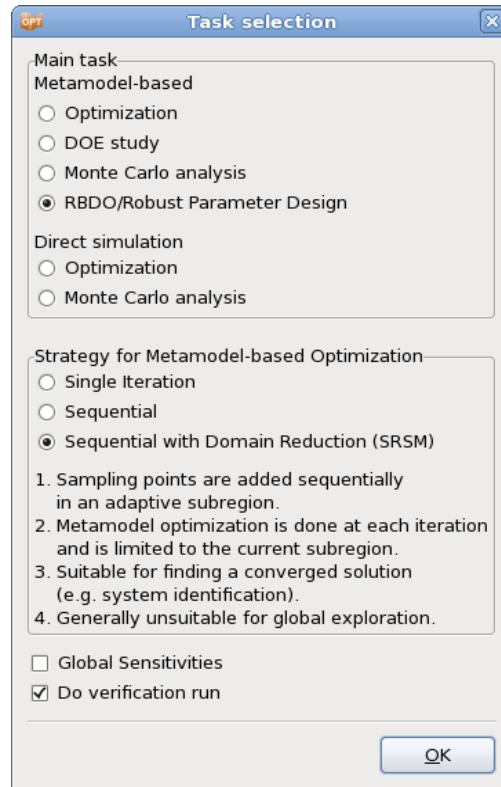 OPT
Task selection
Main task
Metamodel-based
Optimization
DOE study
Monte Carlo analysis
RBDO/Robust Parameter Design
Direct simulation
Optimization
Monte Carlo analysis
Strategy for Metamodel-based Optimization
Single Iteration
Sequential
Sequential with Domain Reduction (SRSM)
1. Sampling points are added sequentially
in an adaptive subregion.
2. Metamodel optimization is done at each iteration
and is limited to the current subregion.
3. Suitable for finding a converged solution
(e.g. system identification).
4. Generally unsuitable for global exploration.
Global Sensitivities
Do verification run
OK